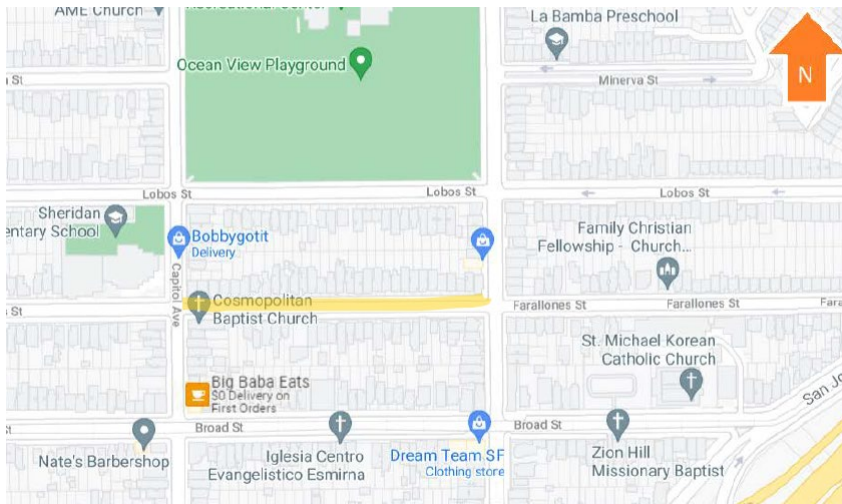 AME Church
Recreational Center
La Bamba Preschool
N
Ocean View Playground
a St
Minerva St
Lobos St
Lobos St
Lobos St
Sheridan
entary School
Bobbygotit
Delivery
Family Christian
Fellowship - Church...
Capitol Ave
Cosmopolitan
Baptist Church
s St
Farallones St
Farallones St
Fara
St. Michael Korean
Catholic Church
Big Baba Eats
$0 Delivery on
First Orders
San Jo
St
Broad St
Broad St
Nate's Barbershop
Iglesia Centro
Evangelistico Esmirna
Dream Team SF
Clothing store
Zion Hill
Missionary Baptist